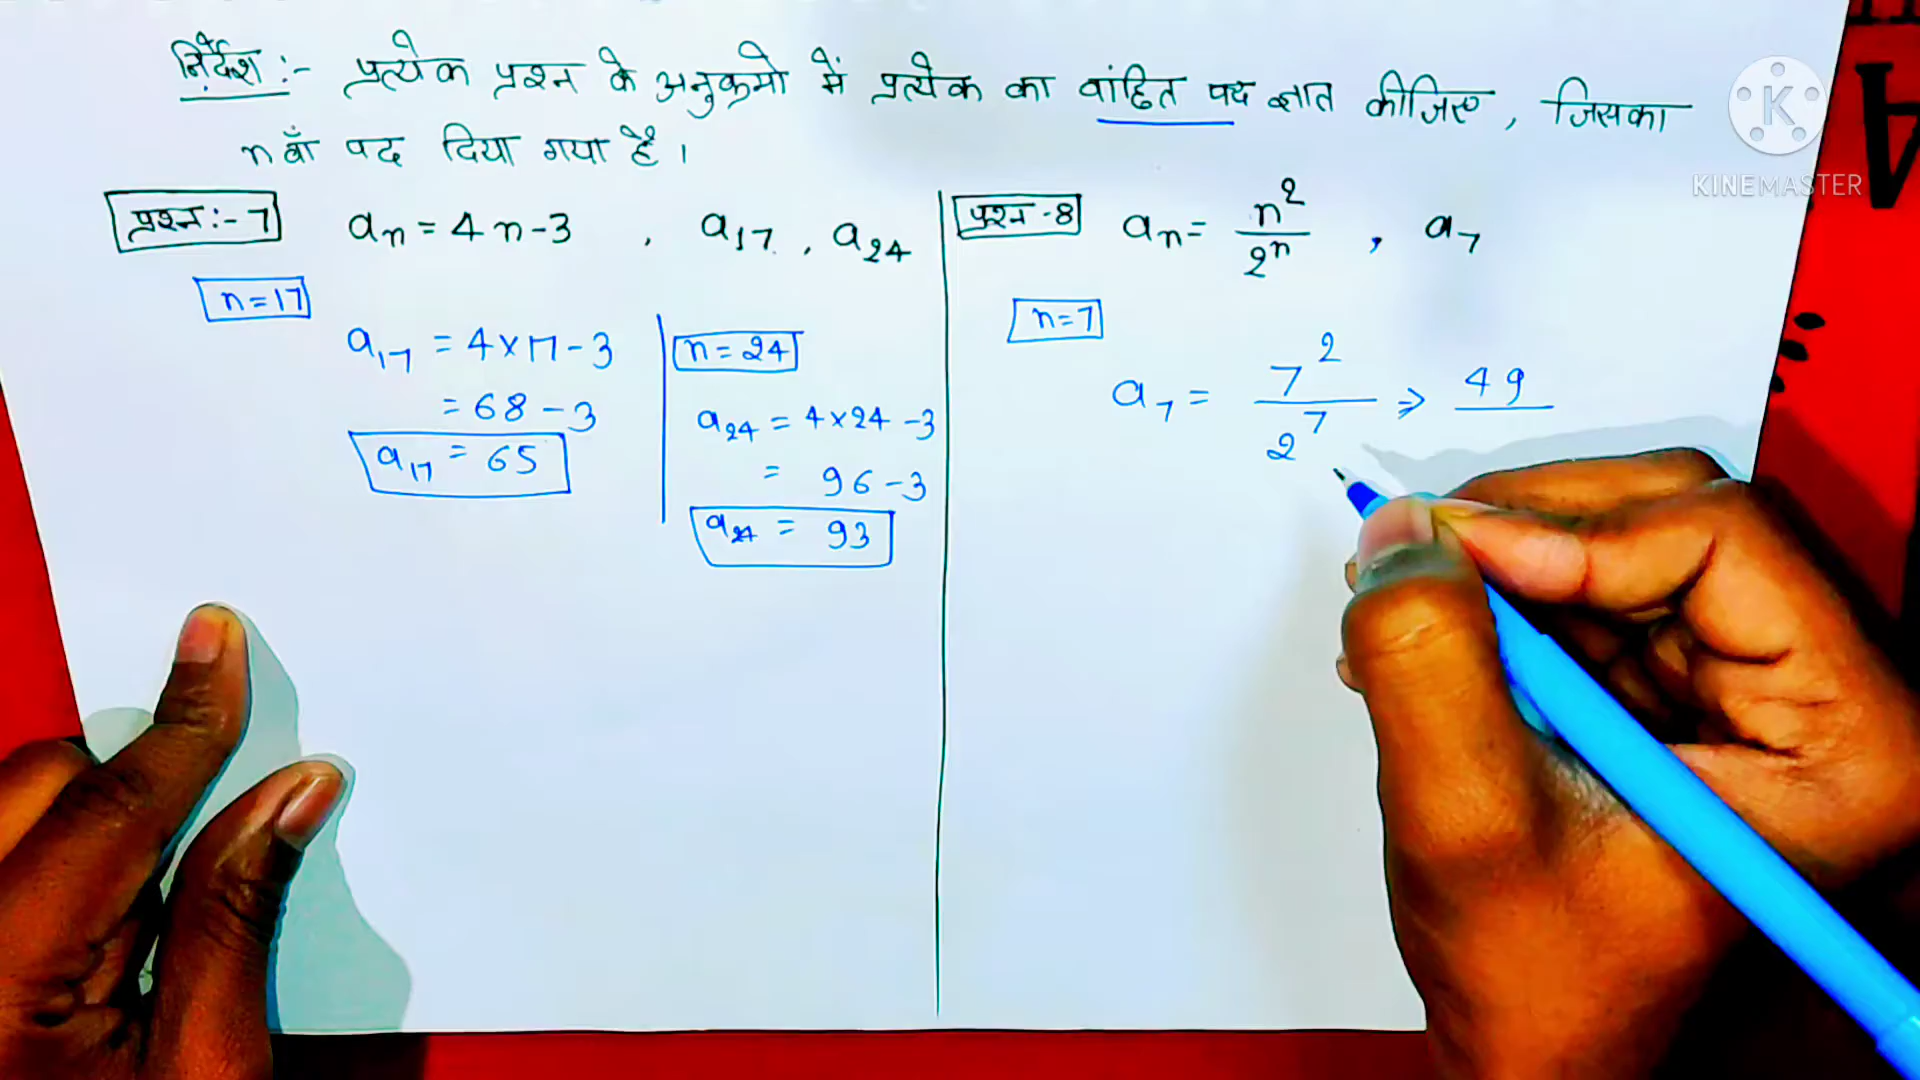 निर्देश :- प्रत्येक प्रश्न के अनुक्रमो में प्रत्येक का वांछित पद ज्ञात कीजिए , जिसका
n वाँ पद दिया गया है।
प्रश्न:- 7
aₙ = 4n-3 , a₁₇ , a₂₄
n=17
a₁₇ = 4×17-3
= 68 - 3
a₁₇ = 65
n = 24
a₂₄ = 4×24 -3
= 96 - 3
a₂₄ = 93
प्रश्न -8
aₙ = n²/2ⁿ , a₇
n=7
a₇ = 7²/2⁷ ⇒ 49
K
KINEMASTER